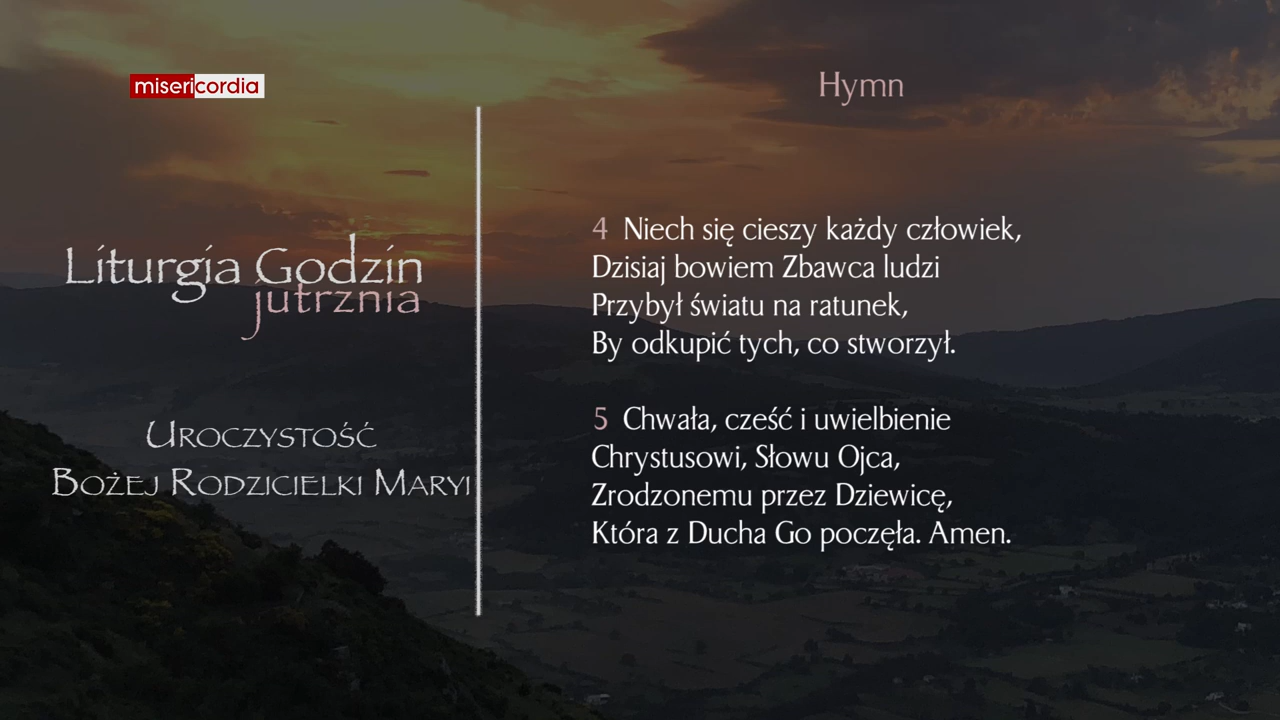 misericordia
Liturgia Godzin
jutrznia
Uroczystość
Bożej Rodzicielki Maryi
Hymn
4 Niech się cieszy każdy człowiek,
Dzisiaj bowiem Zbawca ludzi
Przybył światu na ratunek,
By odkupić tych, co stworzył.
5 Chwała, cześć i uwielbienie
Chrystusowi, Słowu Ojca,
Zrodzonemu przez Dziewicę,
Która z Ducha Go poczęła. Amen.